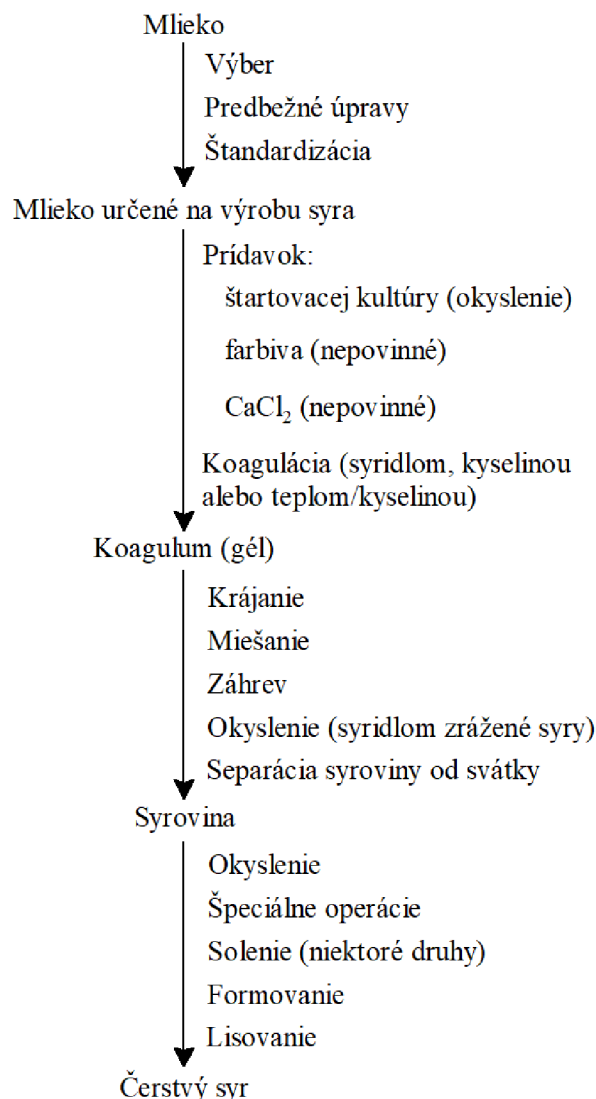 Mlieko
Výber
Predbežné úpravy
Štandardizácia
Mlieko určené na výrobu syra
Prídavok:
štartovacej kultúry (okyslenie)
farbiva (nepovinné)
CaCl₂ (nepovinné)
Koagulácia (syridlom, kyselinou
alebo teplom/kyselinou)
Koagulum (gél)
Krájanie
Miešanie
Záhrev
Okyslenie (syridlom zrážené syry)
Separácia syroviny od svátky
Syrovina
Okyslenie
Špeciálne operácie
Solenie (niektoré druhy)
Formovanie
Lisovanie
Čerstvý syr